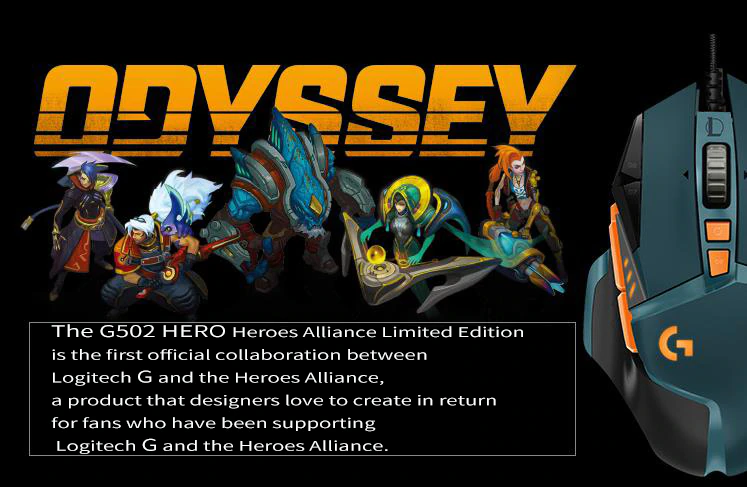 ODYSSEY
The G502 HERO Heroes Alliance Limited Edition
is the first official collaboration between
Logitech G and the Heroes Alliance,
a product that designers love to create in return
for fans who have been supporting
Logitech G and the Heroes Alliance.
G